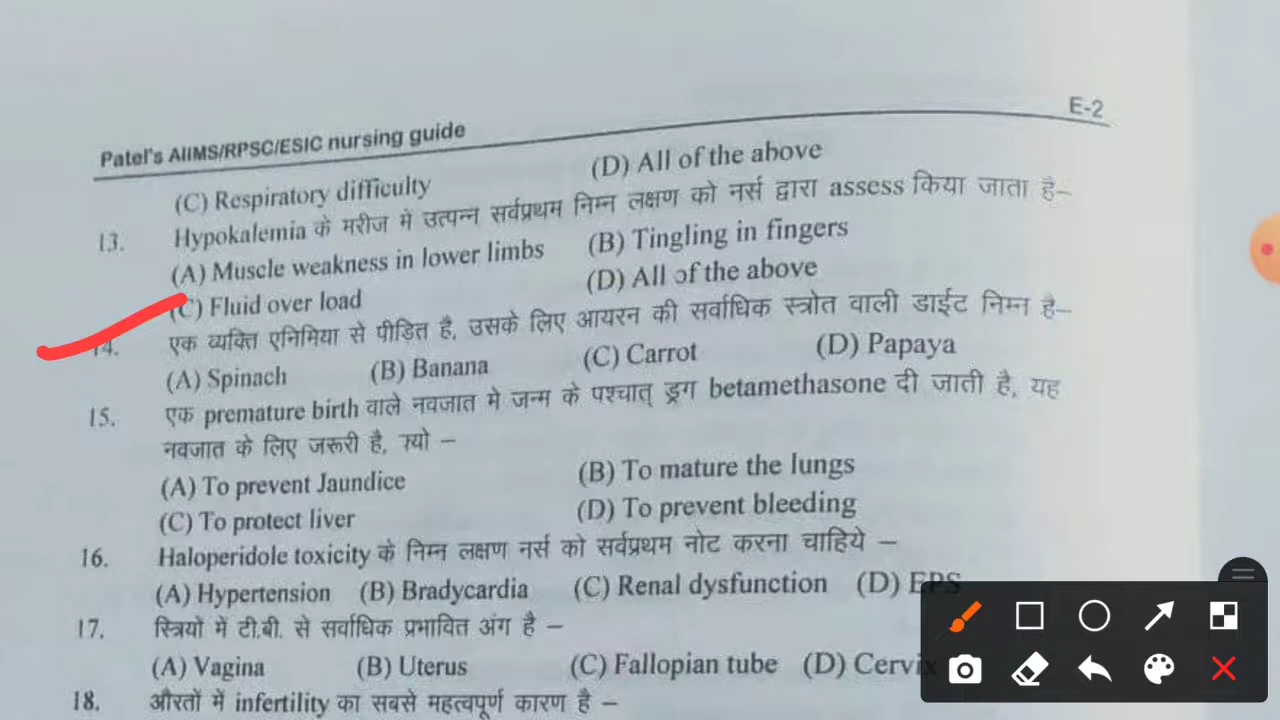 Patel's AIIMS/RPSC/ESIC nursing guide E-2
(C) Respiratory difficulty (D) All of the above
13. Hypokalemia के मरीज मे उत्पन्न सर्वप्रथम निम्न लक्षण को नर्स द्वारा assess किया जाता है–
(A) Muscle weakness in lower limbs (B) Tingling in fingers
(C) Fluid over load (D) All of the above
14. एक व्यक्ति एनिमिया से पीड़ित है, उसके लिए आयरन की सर्वाधिक स्त्रोत वाली डाईट निम्न है–
(A) Spinach (B) Banana (C) Carrot (D) Papaya
15. एक premature birth वाले नवजात मे जन्म के पश्चात् ड्रग betamethasone दी जाती है, यह
नवजात के लिए जरूरी है, क्यो –
(A) To prevent Jaundice (B) To mature the lungs
(C) To protect liver (D) To prevent bleeding
16. Haloperidole toxicity के निम्न लक्षण नर्स को सर्वप्रथम नोट करना चाहिये –
(A) Hypertension (B) Bradycardia (C) Renal dysfunction (D) EPS
17. स्त्रियों में टी.बी. से सर्वाधिक प्रभावित अंग है –
(A) Vagina (B) Uterus (C) Fallopian tube (D) Cervix
18. औरतों में infertility का सबसे महत्वपूर्ण कारण है –